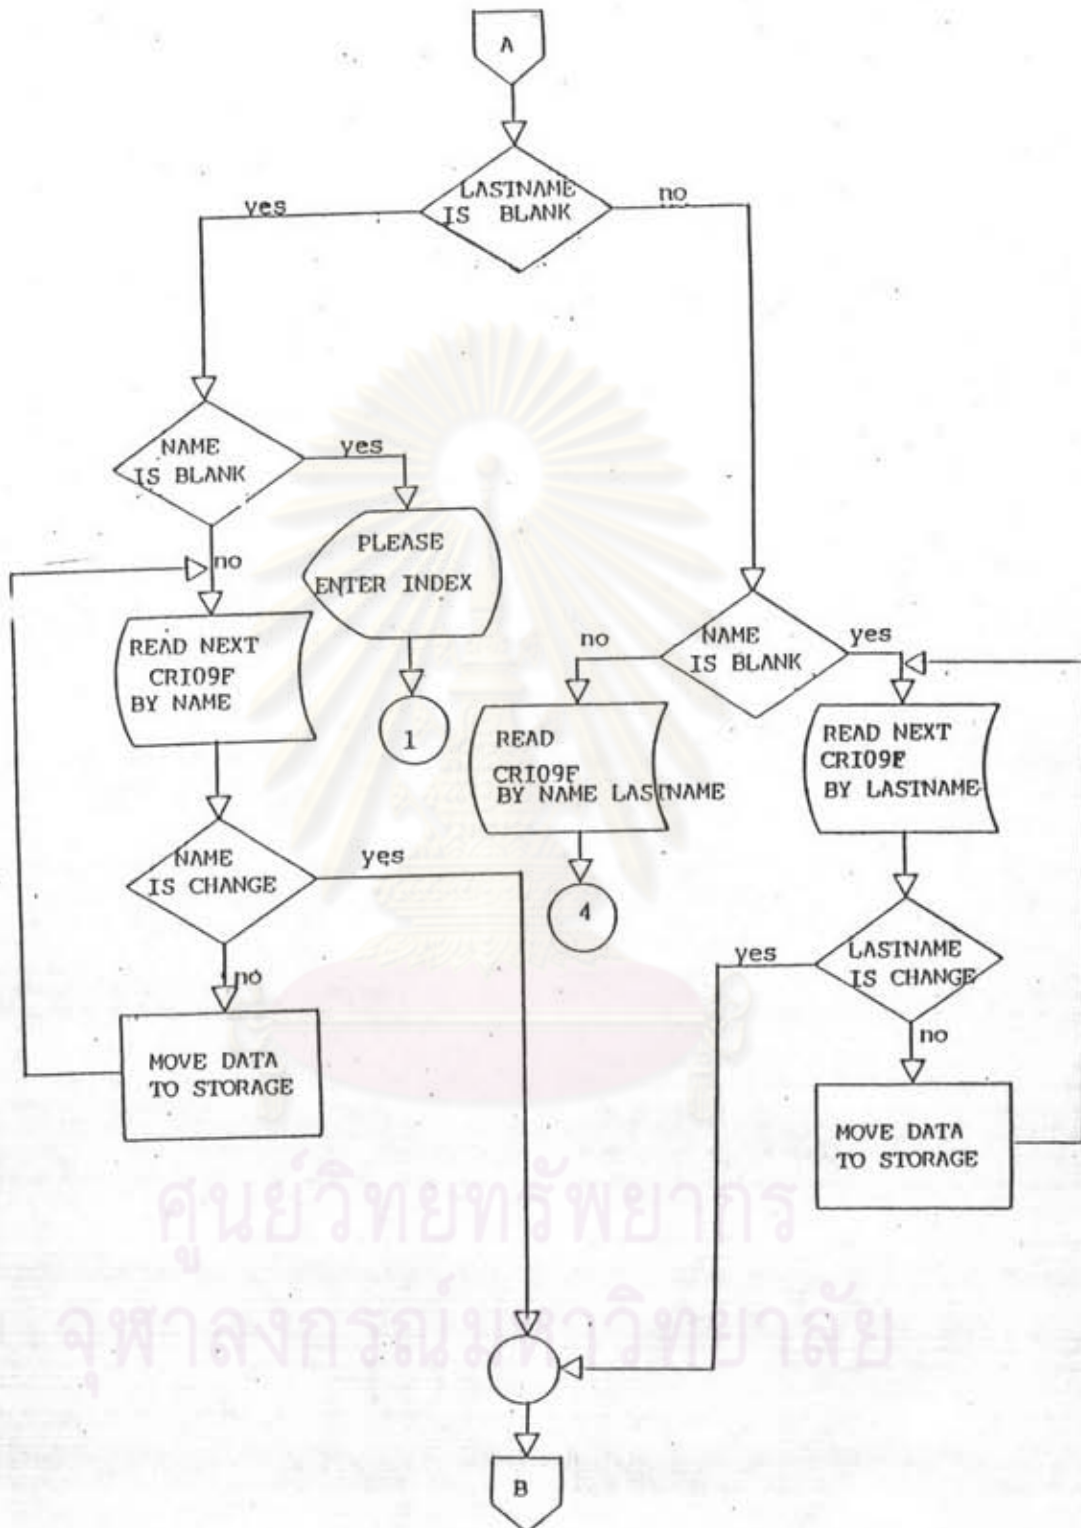 A
LASTNAME
IS BLANK
yes
no
NAME
IS BLANK
yes
no
PLEASE
ENTER INDEX
1
READ NEXT
CRI09F
BY NAME
NAME
IS CHANGE
yes
no
MOVE DATA
TO STORAGE
NAME
IS BLANK
no
yes
READ
CRI09F
BY NAME LASTNAME
4
READ NEXT
CRI09F
BY LASTNAME
LASTNAME
IS CHANGE
yes
no
MOVE DATA
TO STORAGE
ศูนย์วิทยทรัพยากร
จุฬาลงกรณ์มหาวิทยาลัย
B